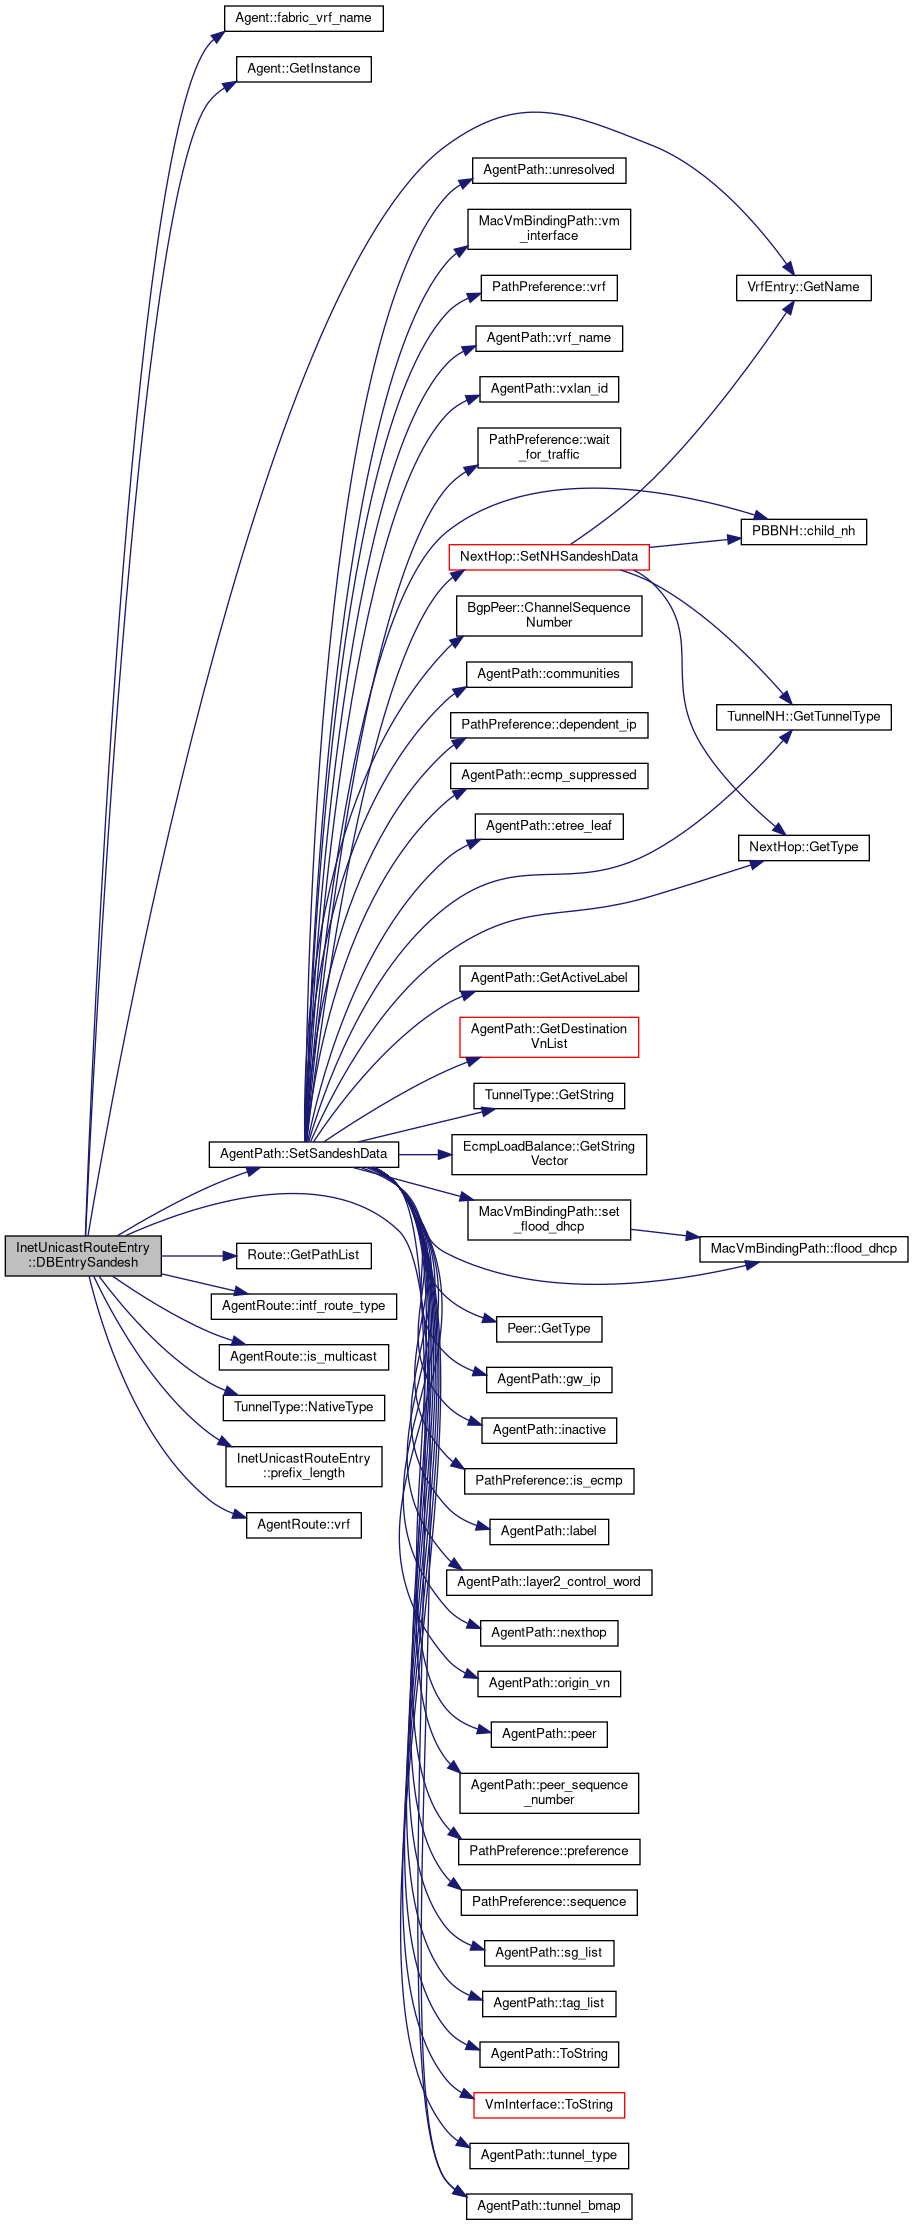 Agent::fabric_vrf_name
Agent::GetInstance
AgentPath::unresolved
MacVmBindingPath::vm
_interface
VrfEntry::GetName
PathPreference::vrf
AgentPath::vrf_name
AgentPath::vxlan_id
PathPreference::wait
_for_traffic
PBBNH::child_nh
NextHop::SetNHSandeshData
BgpPeer::ChannelSequence
Number
AgentPath::communities
PathPreference::dependent_ip
TunnelNH::GetTunnelType
AgentPath::ecmp_suppressed
AgentPath::etree_leaf
NextHop::GetType
AgentPath::GetActiveLabel
AgentPath::GetDestination
VnList
TunnelType::GetString
AgentPath::SetSandeshData
EcmpLoadBalance::GetString
Vector
MacVmBindingPath::set
_flood_dhcp
MacVmBindingPath::flood_dhcp
InetUnicastRouteEntry
::DBEntrySandesh
Route::GetPathList
AgentRoute::intf_route_type
Peer::GetType
AgentRoute::is_multicast
AgentPath::gw_ip
TunnelType::NativeType
AgentPath::inactive
InetUnicastRouteEntry
::prefix_length
PathPreference::is_ecmp
AgentRoute::vrf
AgentPath::label
AgentPath::layer2_control_word
AgentPath::nexthop
AgentPath::origin_vn
AgentPath::peer
AgentPath::peer_sequence
_number
PathPreference::preference
PathPreference::sequence
AgentPath::sg_list
AgentPath::tag_list
AgentPath::ToString
VmInterface::ToString
AgentPath::tunnel_type
AgentPath::tunnel_bmap